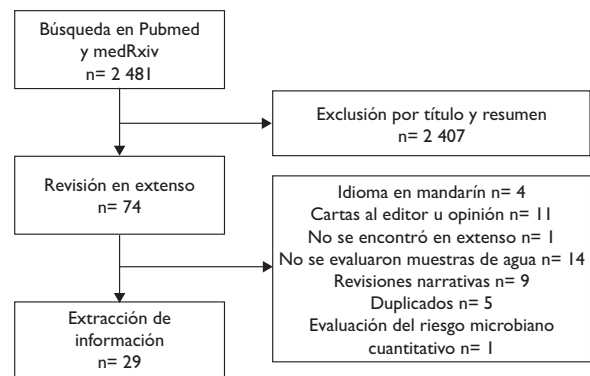 Búsqueda en Pubmed
y medRxiv
n= 2 481
Exclusión por título y resumen
n= 2 407
Revisión en extenso
n= 74
Idioma en mandarín n= 4
Cartas al editor u opinión n= 11
No se encontró en extenso n= 1
No se evaluaron muestras de agua n= 14
Revisiones narrativas n= 9
Duplicados n= 5
Evaluación del riesgo microbiano
cuantitativo n= 1
Extracción de
información
n= 29